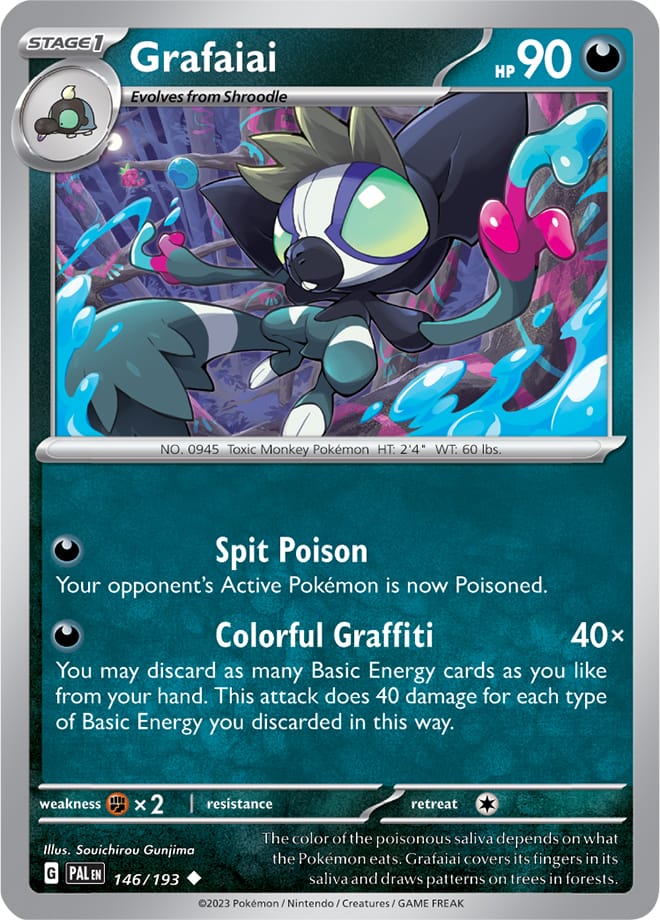 STAGE1
Grafaiai
HP 90
Evolves from Shroodle
NO. 0945 Toxic Monkey Pokémon HT: 2'4" WT: 60 lbs.
Spit Poison
Your opponent's Active Pokémon is now Poisoned.
Colorful Graffiti 40×
You may discard as many Basic Energy cards as you like
from your hand. This attack does 40 damage for each type
of Basic Energy you discarded in this way.
weakness ×2 resistance retreat
Illus. Souichirou Gunjima
The color of the poisonous saliva depends on what
the Pokémon eats. Grafaiai covers its fingers in its
saliva and draws patterns on trees in forests.
G PAL EN 146/193
©2023 Pokémon / Nintendo / Creatures / GAME FREAK